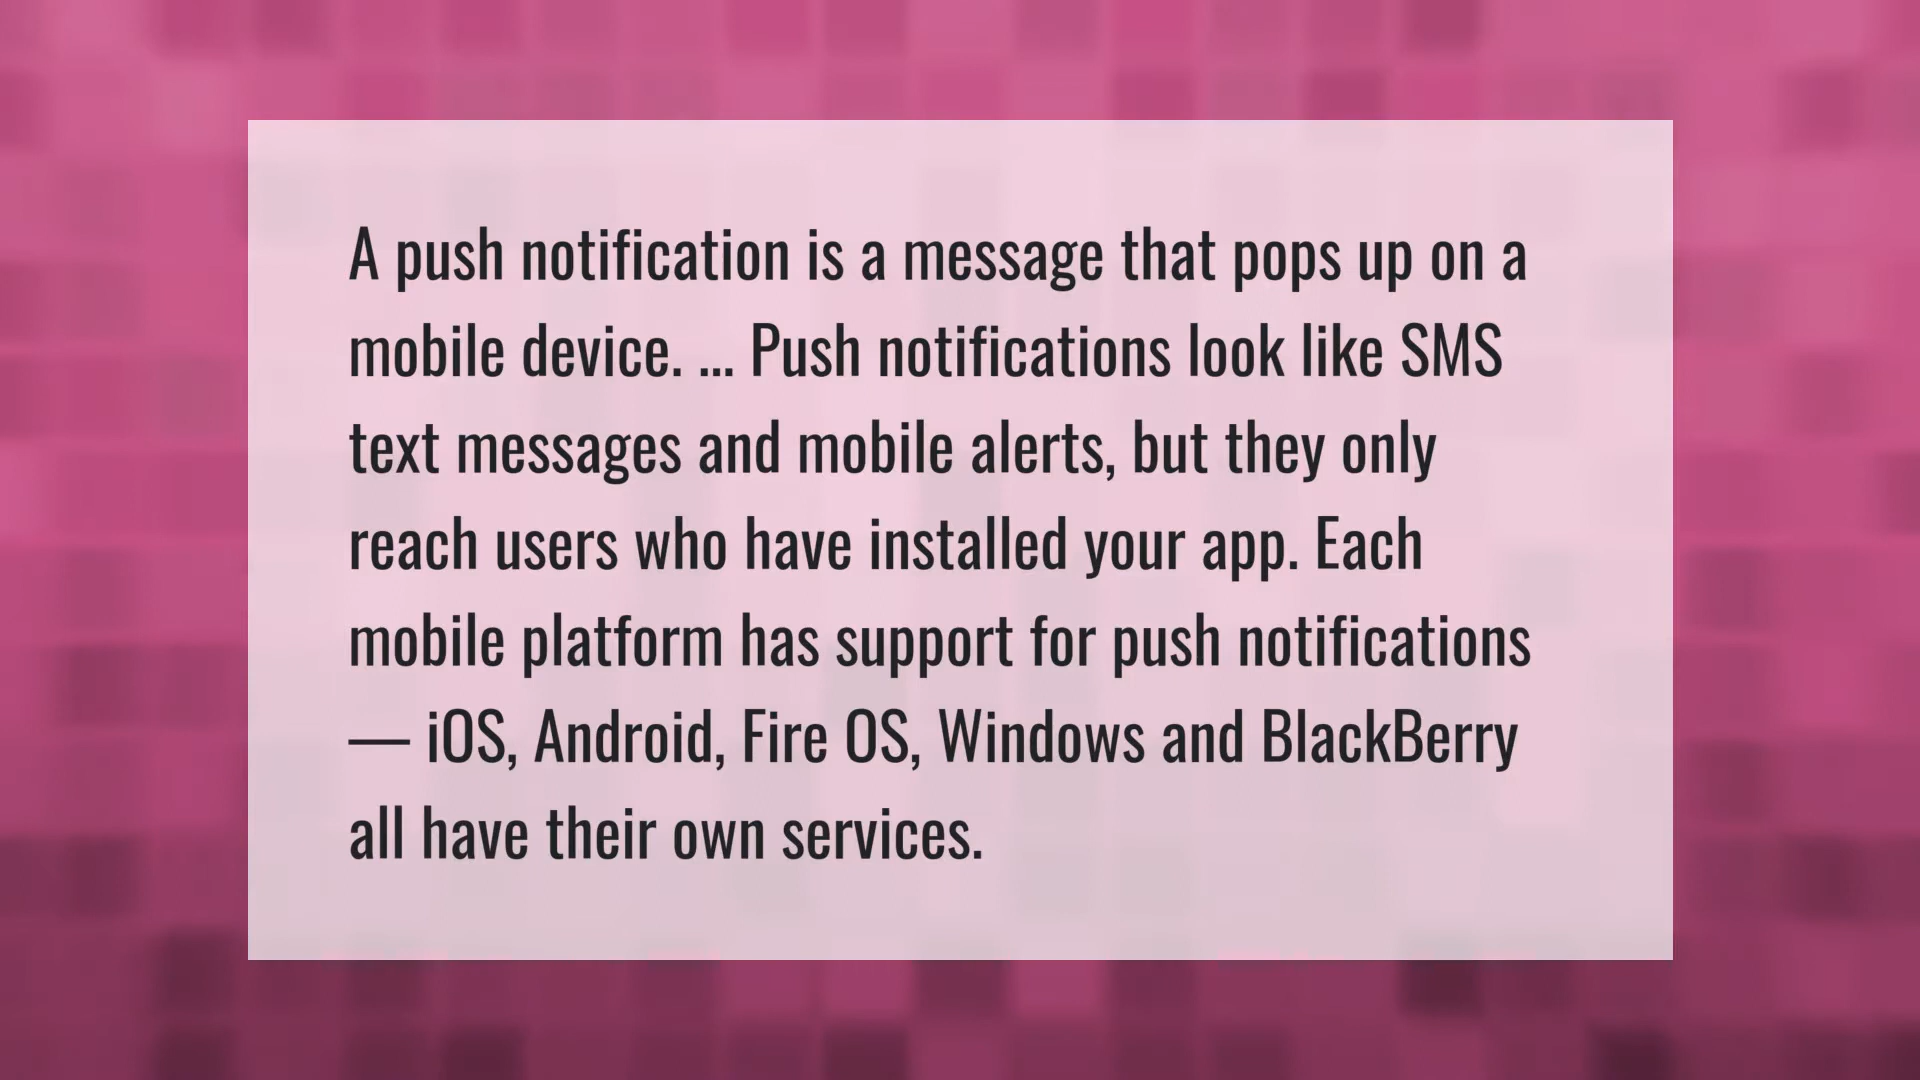 A push notification is a message that pops up on a
mobile device. ... Push notifications look like SMS
text messages and mobile alerts, but they only
reach users who have installed your app. Each
mobile platform has support for push notifications
— iOS, Android, Fire OS, Windows and BlackBerry
all have their own services.